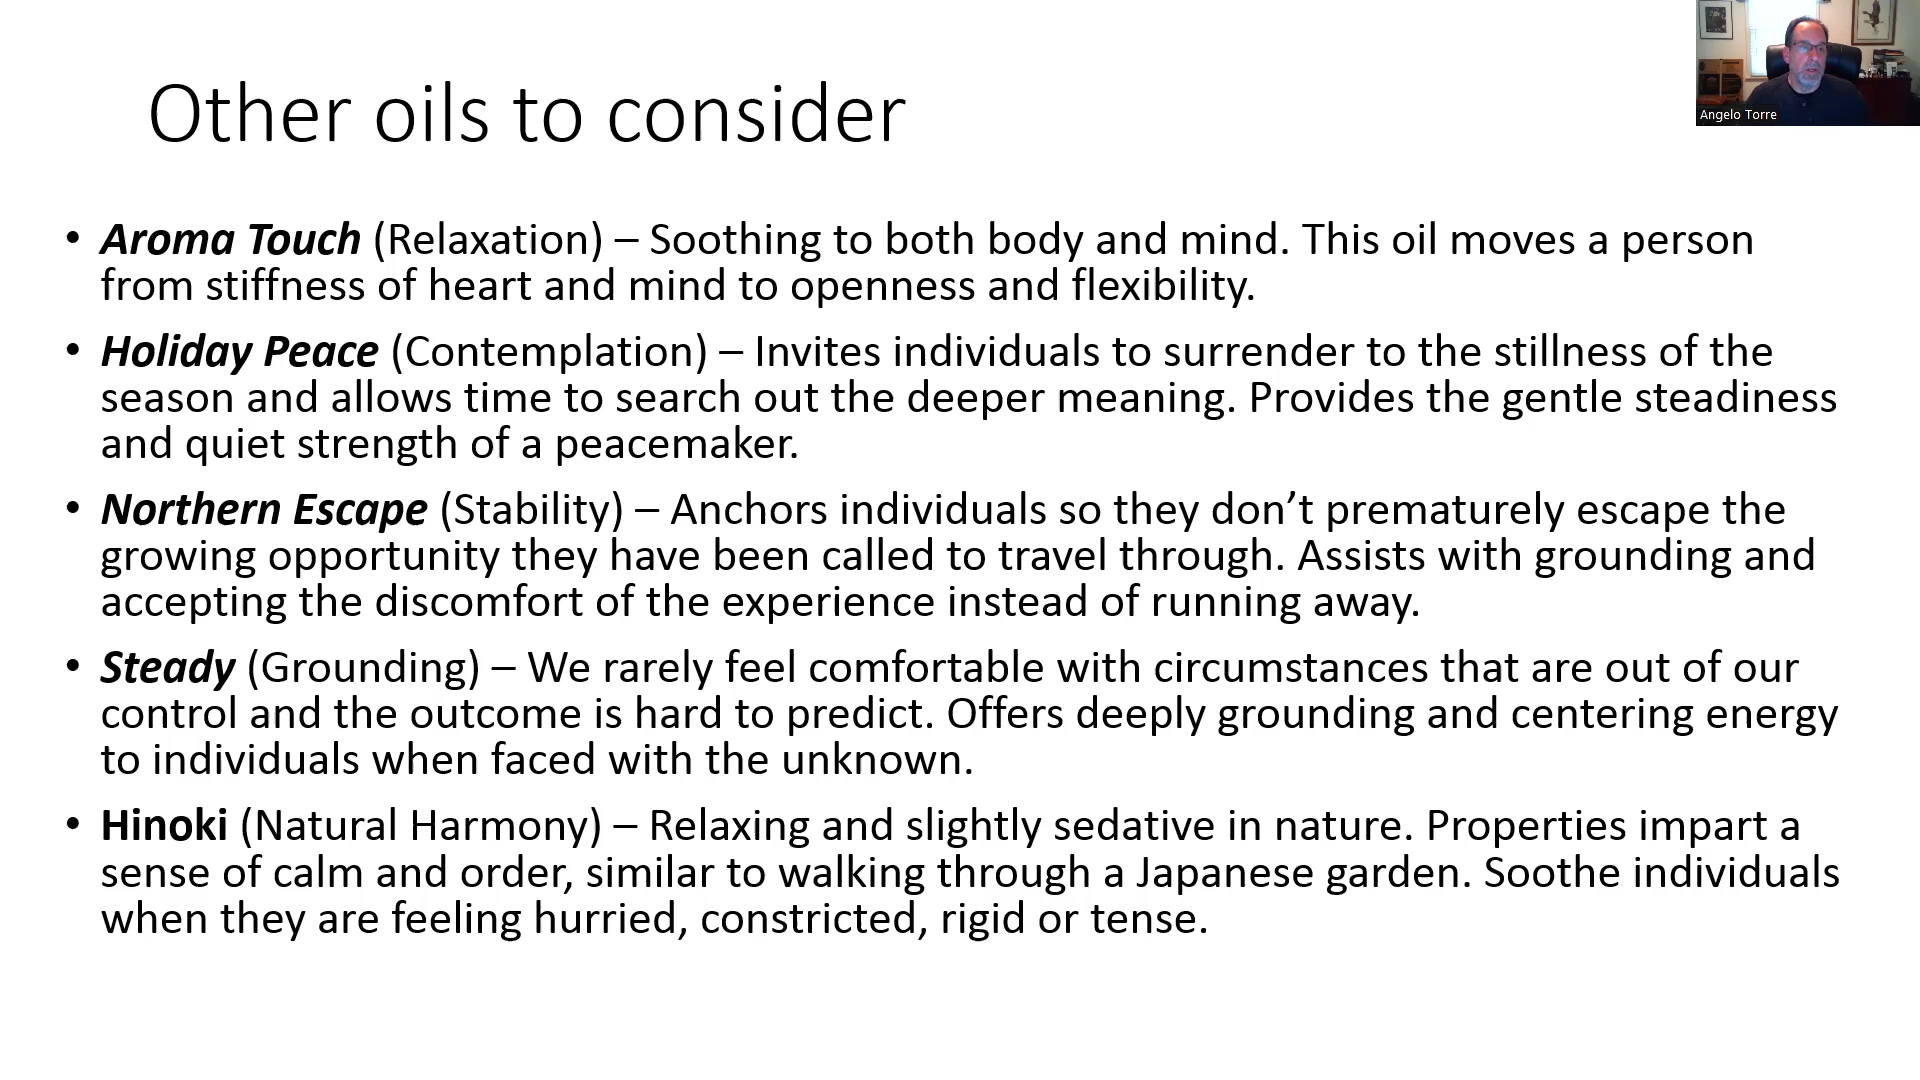 Angelo Torre
Other oils to consider
• Aroma Touch (Relaxation) – Soothing to both body and mind. This oil moves a person
from stiffness of heart and mind to openness and flexibility.
• Holiday Peace (Contemplation) – Invites individuals to surrender to the stillness of the
season and allows time to search out the deeper meaning. Provides the gentle steadiness
and quiet strength of a peacemaker.
• Northern Escape (Stability) – Anchors individuals so they don’t prematurely escape the
growing opportunity they have been called to travel through. Assists with grounding and
accepting the discomfort of the experience instead of running away.
• Steady (Grounding) – We rarely feel comfortable with circumstances that are out of our
control and the outcome is hard to predict. Offers deeply grounding and centering energy
to individuals when faced with the unknown.
• Hinoki (Natural Harmony) – Relaxing and slightly sedative in nature. Properties impart a
sense of calm and order, similar to walking through a Japanese garden. Soothe individuals
when they are feeling hurried, constricted, rigid or tense.